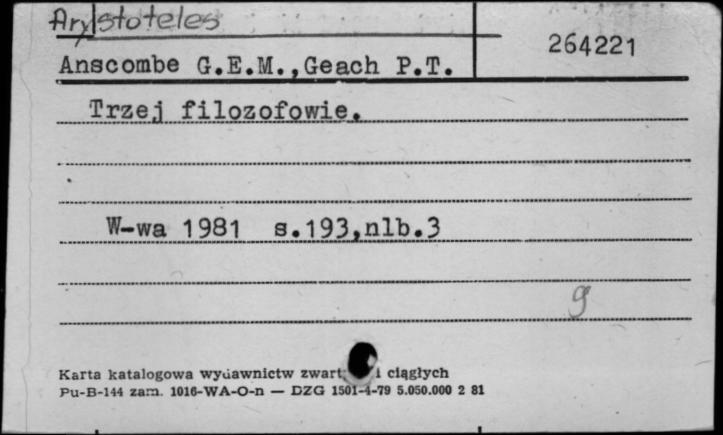 Arystoteles
264221
Anscombe G.E.M.,Geach P.T.
Trzej filozofowie.
W-wa 1981 s.193,nlb.3
g
Karta katalogowa wydawnictw zwart i ciągłych
Pu-B-144 zam. 1016-WA-O-n — DZG 1501-4-79 5.050.000 2 81